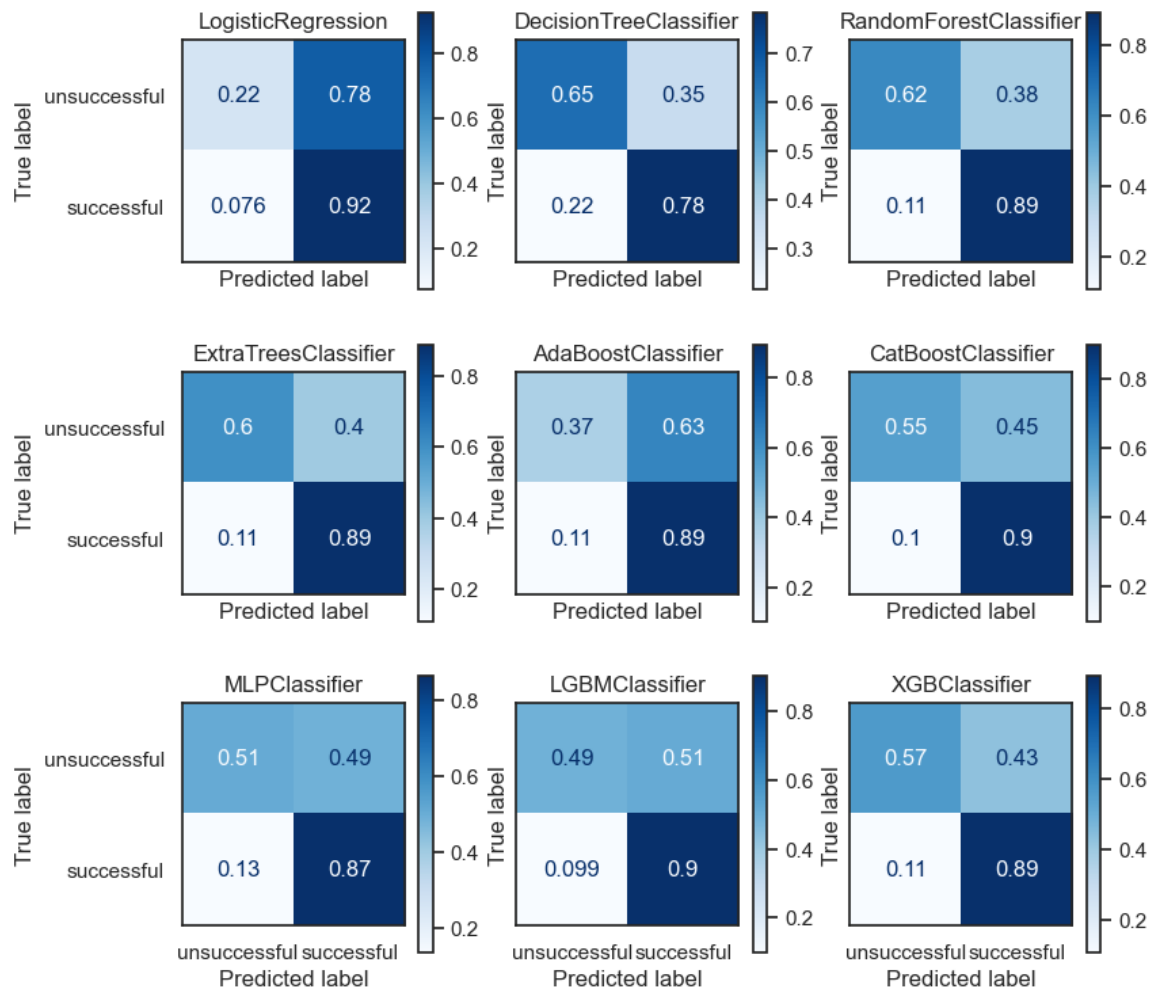 LogisticRegression
DecisionTreeClassifier
RandomForestClassifier
True label
unsuccessful
successful
0.22
0.78
0.076
0.92
Predicted label
0.8
0.6
0.4
0.2
True label
0.65
0.35
0.22
0.78
Predicted label
0.7
0.6
0.5
0.4
0.3
True label
0.62
0.38
0.11
0.89
Predicted label
0.8
0.6
0.4
0.2
ExtraTreesClassifier
AdaBoostClassifier
CatBoostClassifier
True label
unsuccessful
successful
0.6
0.4
0.11
0.89
Predicted label
0.8
0.6
0.4
0.2
True label
0.37
0.63
0.11
0.89
Predicted label
0.8
0.6
0.4
0.2
True label
0.55
0.45
0.1
0.9
Predicted label
0.8
0.6
0.4
0.2
MLPClassifier
LGBMClassifier
XGBClassifier
True label
unsuccessful
successful
0.51
0.49
0.13
0.87
unsuccessful successful
Predicted label
0.8
0.6
0.4
0.2
True label
0.49
0.51
0.099
0.9
unsuccessful successful
Predicted label
0.8
0.6
0.4
0.2
True label
0.57
0.43
0.11
0.89
unsuccessful successful
Predicted label
0.8
0.6
0.4
0.2